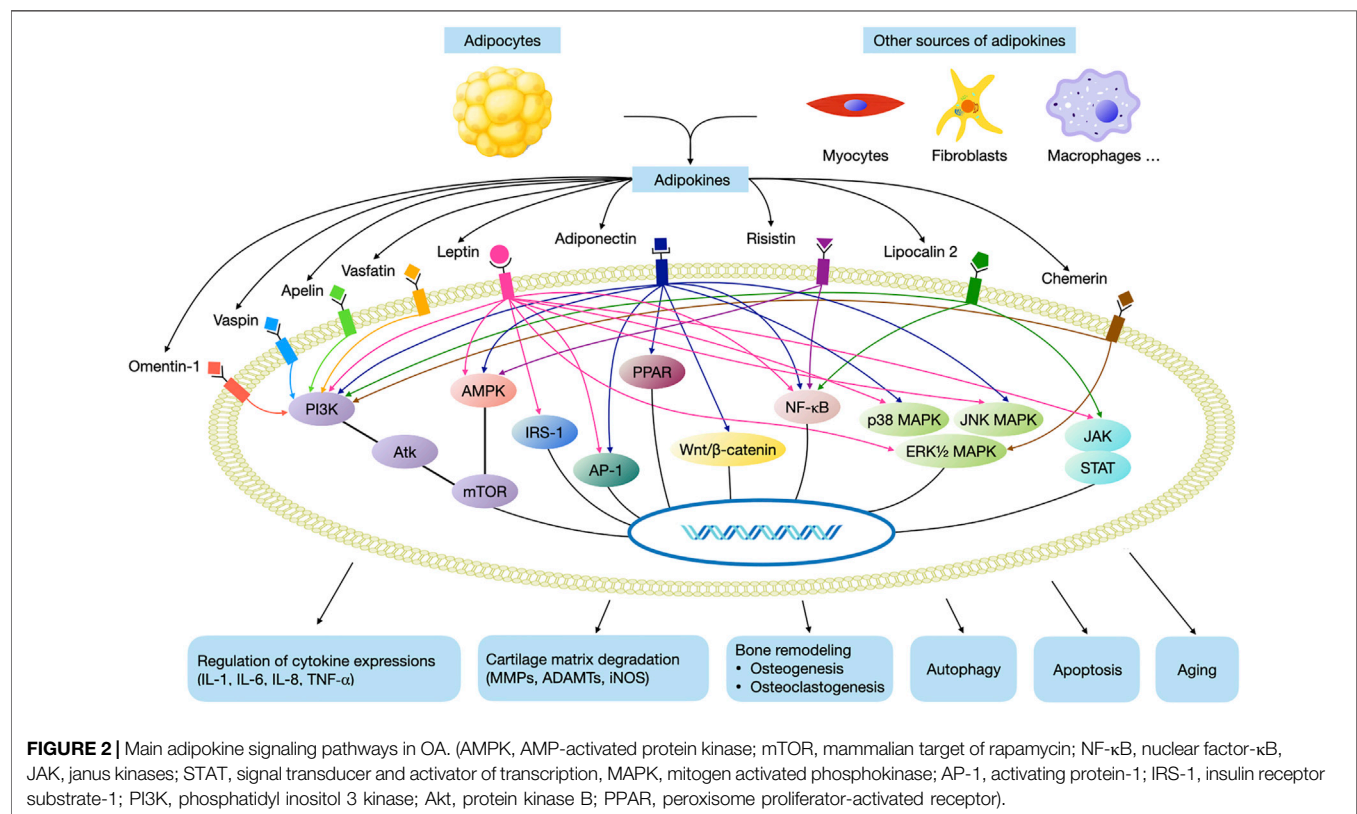 Adipocytes
Other sources of adipokines
Myocytes
Fibroblasts
Macrophages ...
Adipokines
Omentin-1
Vaspin
Apelin
Vasfatin
Leptin
Adiponectin
Risistin
Lipocalin 2
Chemerin
PI3K
Atk
mTOR
AMPK
IRS-1
AP-1
PPAR
Wnt/β-catenin
NF-κB
p38 MAPK
JNK MAPK
ERK½ MAPK
JAK
STAT
Regulation of cytokine expressions
(IL-1, IL-6, IL-8, TNF-α)
Cartilage matrix degradation
(MMPs, ADAMTs, iNOS)
Bone remodeling
• Osteogenesis
• Osteoclastogenesis
Autophagy
Apoptosis
Aging
FIGURE 2 | Main adipokine signaling pathways in OA. (AMPK, AMP-activated protein kinase; mTOR, mammalian target of rapamycin; NF-κB, nuclear factor-κB,
JAK, janus kinases; STAT, signal transducer and activator of transcription, MAPK, mitogen activated phosphokinase; AP-1, activating protein-1; IRS-1, insulin receptor
substrate-1; PI3K, phosphatidyl inositol 3 kinase; Akt, protein kinase B; PPAR, peroxisome proliferator-activated receptor).